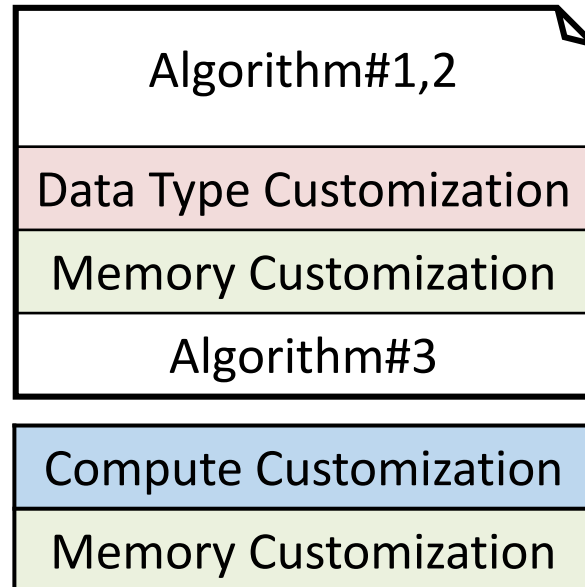 Algorithm#1,2
Data Type Customization
Memory Customization
Algorithm#3
Compute Customization
Memory Customization